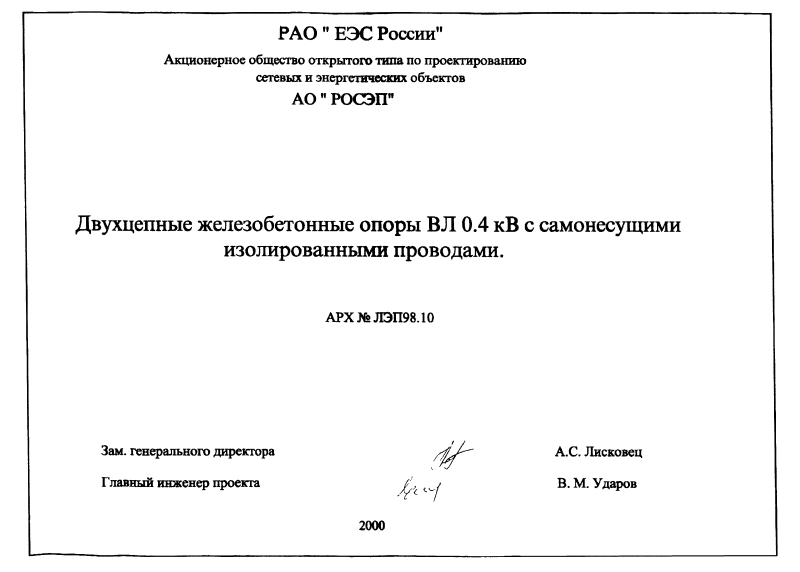 РАО " ЕЭС России"
Акционерное общество открытого типа по проектированию
сетевых и энергетических объектов
АО " РОСЭП"
Двухцепные железобетонные опоры ВЛ 0.4 кВ с самонесущими
изолированными проводами.
АРХ № ЛЭП98.10
Зам. генерального директора А.С. Лисковец
Главный инженер проекта В. М. Ударов
2000